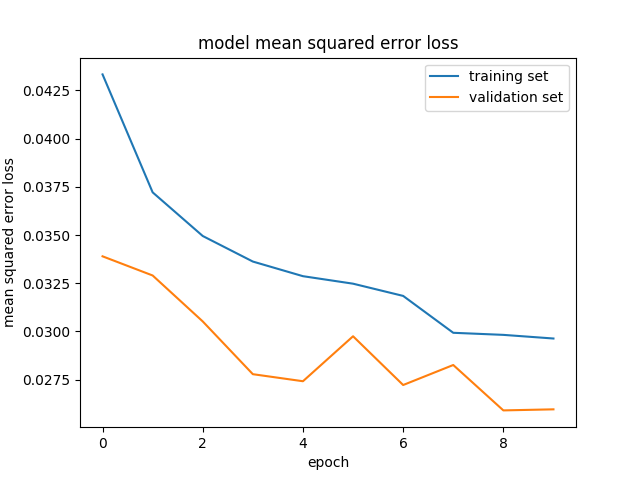 model mean squared error loss
training set
validation set
mean squared error loss
0.0425
0.0400
0.0375
0.0350
0.0325
0.0300
0.0275
0
2
4
6
8
epoch